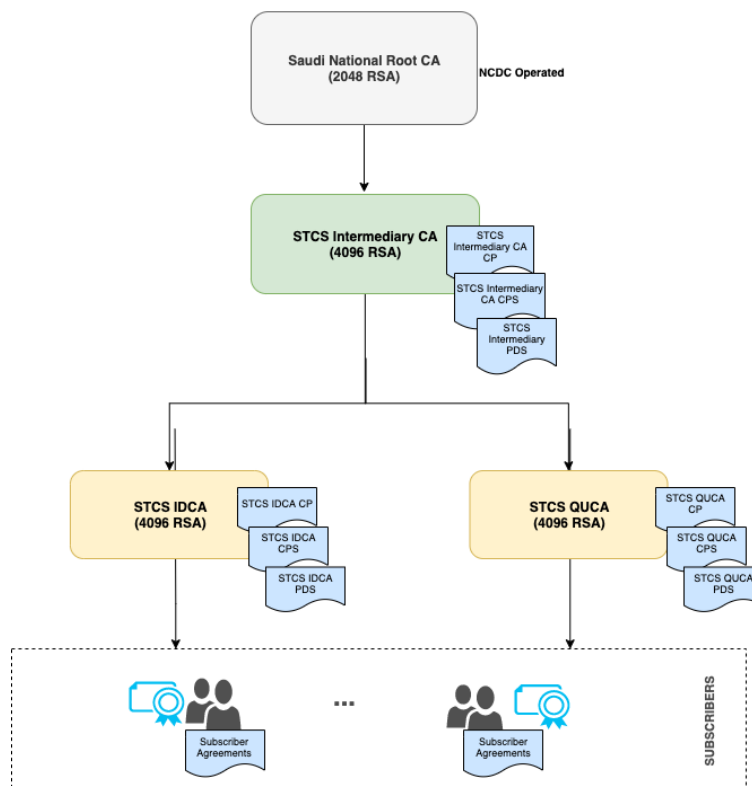 Saudi National Root CA
(2048 RSA)
NCDC Operated
STCS Intermediary CA
(4096 RSA)
STCS
Intermediary CA
CP
STCS Intermediary
CA CPS
STCS
Intermediary
PDS
STCS IDCA
(4096 RSA)
STCS IDCA CP
STCS IDCA
CPS
STCS IDCA
PDS
STCS QUCA
(4096 RSA)
STCS QUCA
CP
STCS QUCA
CPS
STCS QUCA
PDS
...
Subscriber
Agreements
Subscriber
Agreements
SUBSCRIBERS